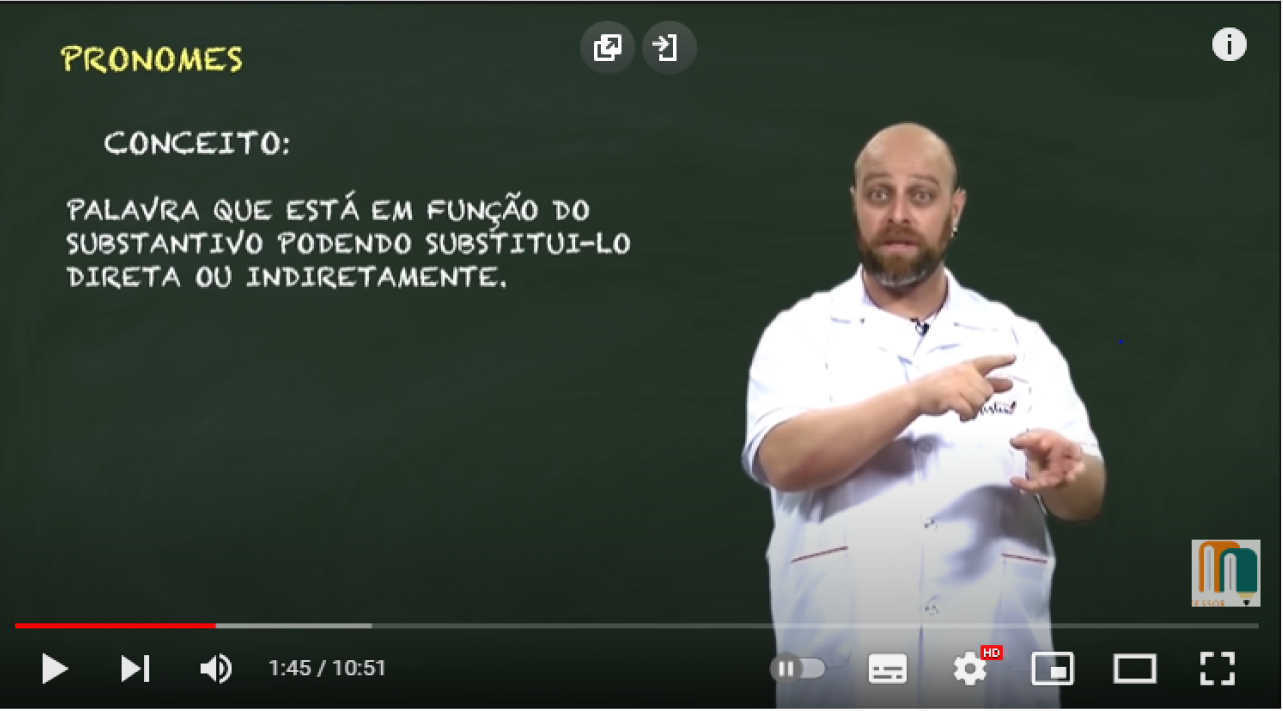 PRONOMES
CONCEITO:
PALAVRA QUE ESTÁ EM FUNÇÃO DO
SUBSTANTIVO PODENDO SUBSTITUI-LO
DIRETA OU INDIRETAMENTE.
1:45 / 10:51
HD